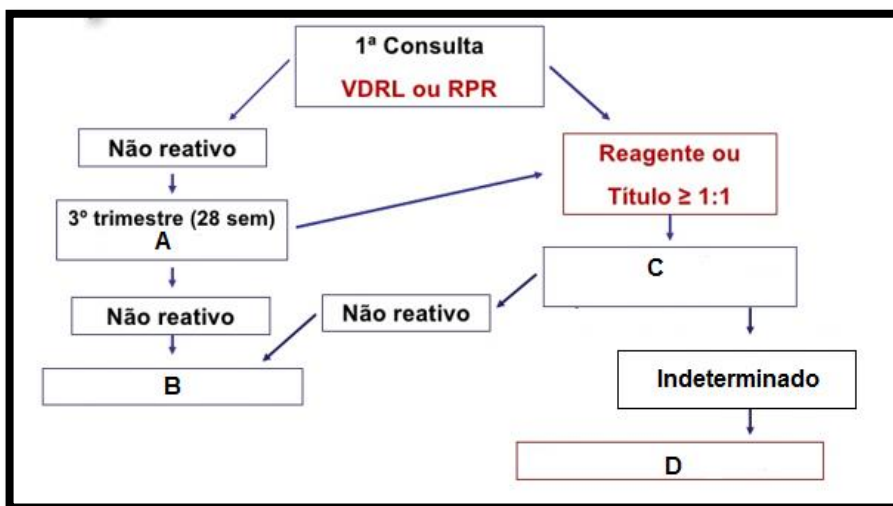 1ª Consulta
VDRL ou RPR
Não reativo
Reagente ou
Título ≥ 1:1
3º trimestre (28 sem)
A
C
Não reativo
Não reativo
B
Indeterminado
D